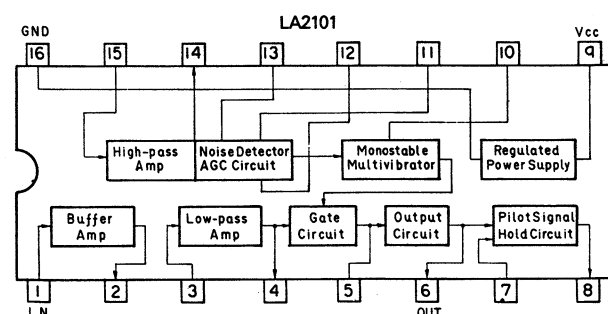 LA2101
GND
Vcc
16 15 14 13 12 11 10 9
High-pass
Amp
Noise Detector
AGC Circuit
Monostable
Multivibrator
Regulated
Power Supply
Buffer
Amp
Low-pass
Amp
Gate
Circuit
Output
Circuit
Pilot Signal
Hold Circuit
1 2 3 4 5 6 7 8
I N
OUT